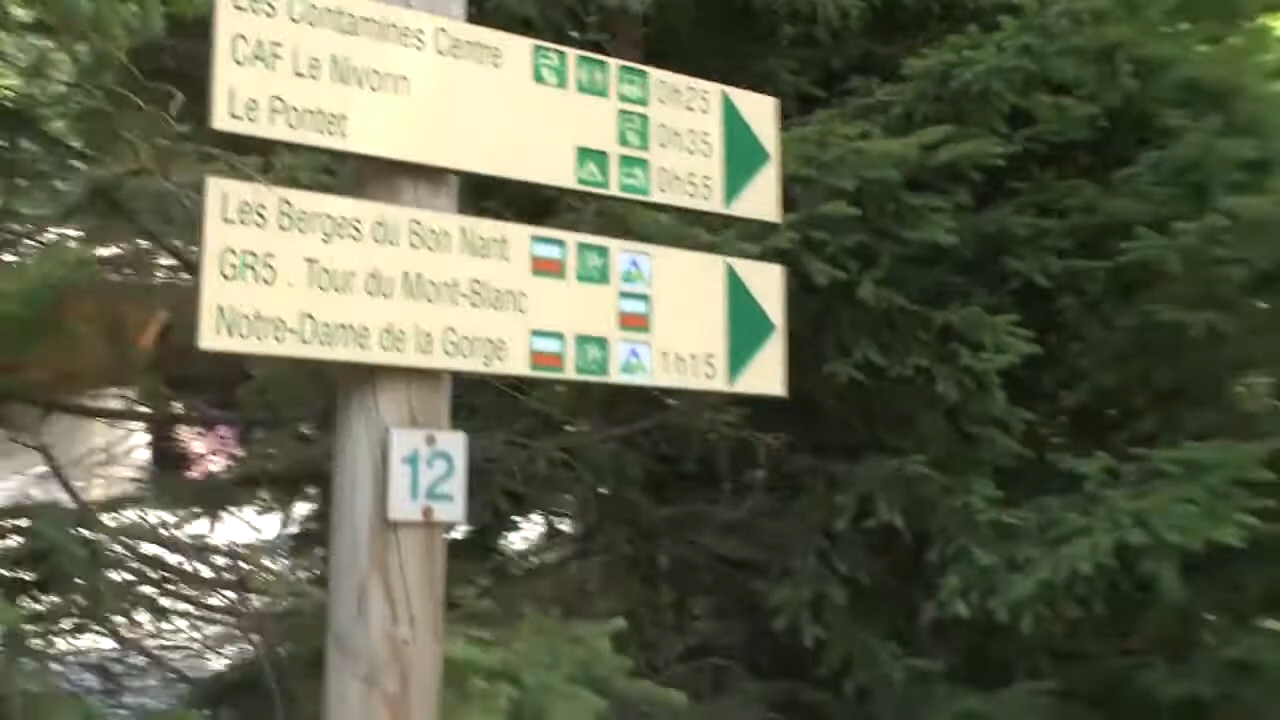 Les Contamines Centre 0h25
CAF Le Nivorin 0h35
Le Pontet 0h55
Les Berges du Bon Nant
GR5 . Tour du Mont-Blanc
Notre-Dame de la Gorge 1h15
12